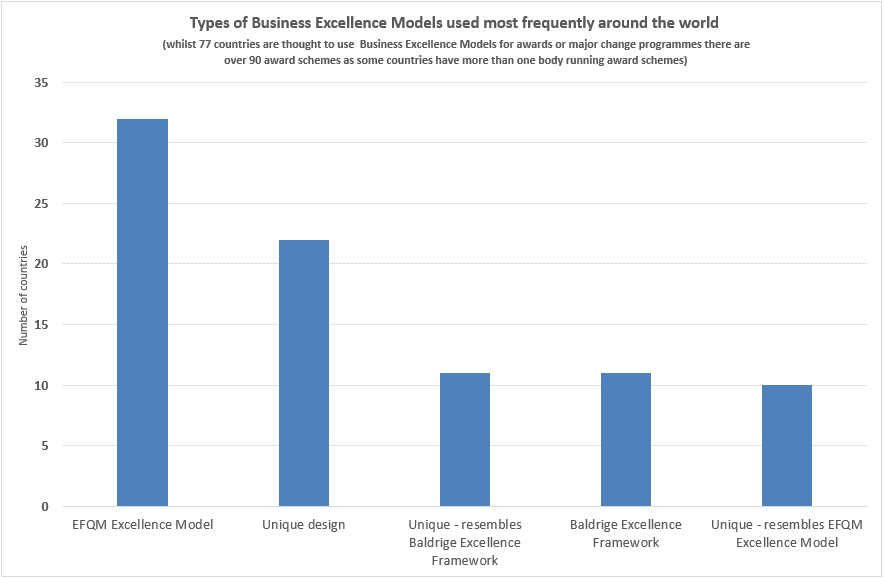 Types of Business Excellence Models used most frequently around the world
(whilst 77 countries are thought to use  Business Excellence Models for awards or major change programmes there are
over 90 award schemes as some countries have more than one body running award schemes)
Number of countries
35
30
25
20
15
10
5
0
EFQM Excellence Model
Unique design
Unique - resembles
Baldrige Excellence
Framework
Baldrige Excellence
Framework
Unique - resembles EFQM
Excellence Model